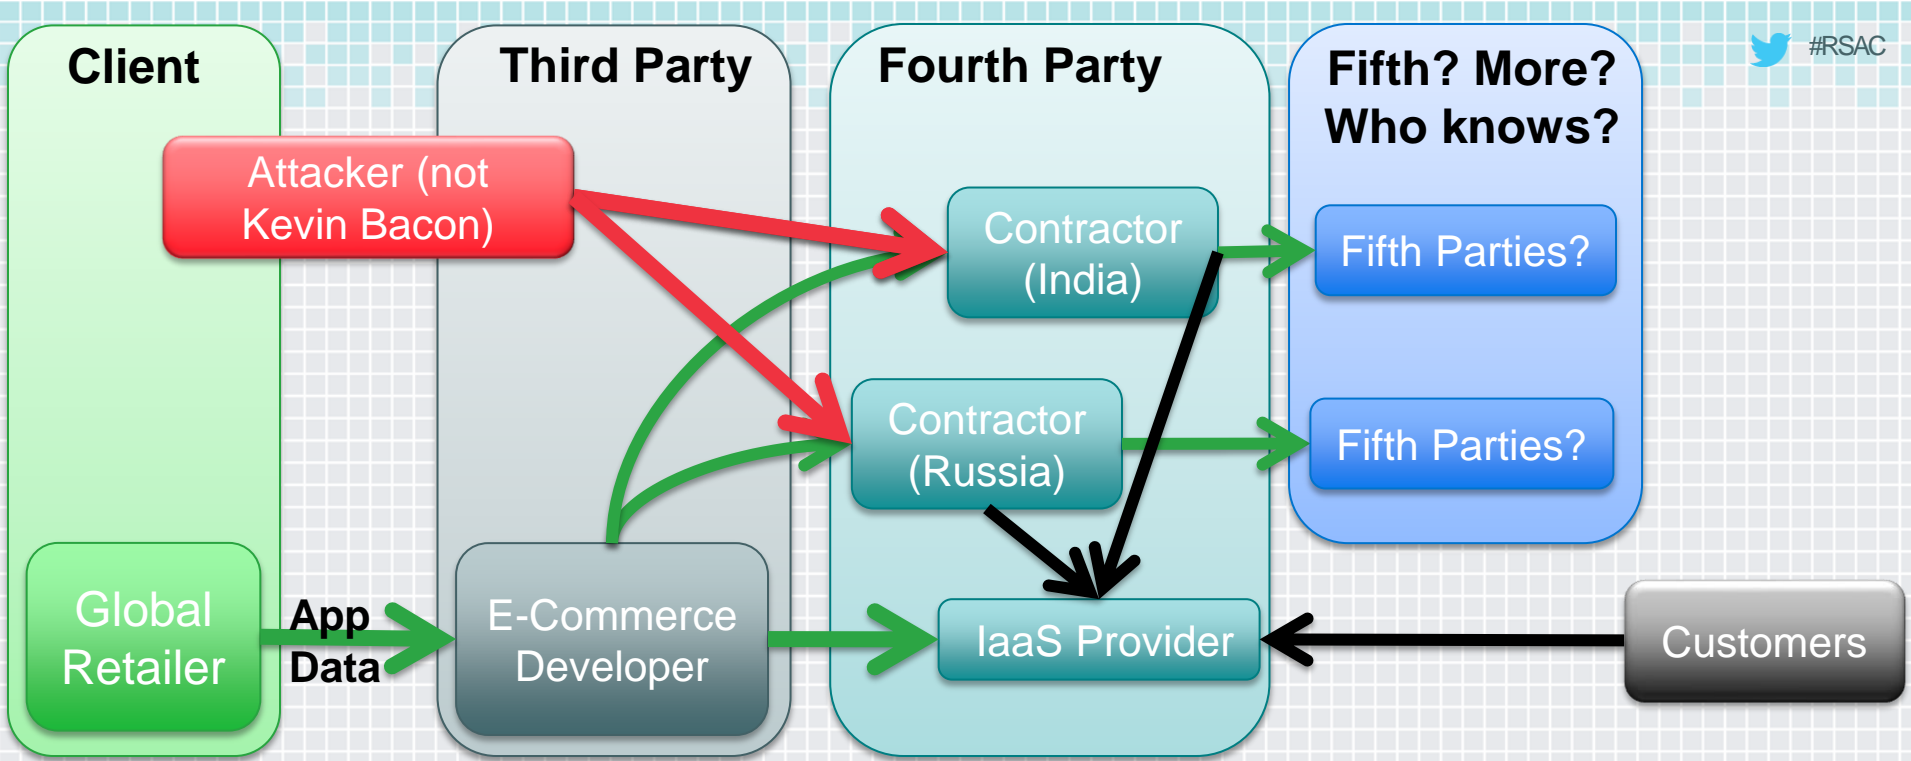 Client
Third Party
Fourth Party
Fifth? More?
Who knows?
#RSAC
Attacker (not
Kevin Bacon)
Contractor
(India)
Fifth Parties?
Contractor
(Russia)
Fifth Parties?
Global
Retailer
App
Data
E-Commerce
Developer
IaaS Provider
Customers